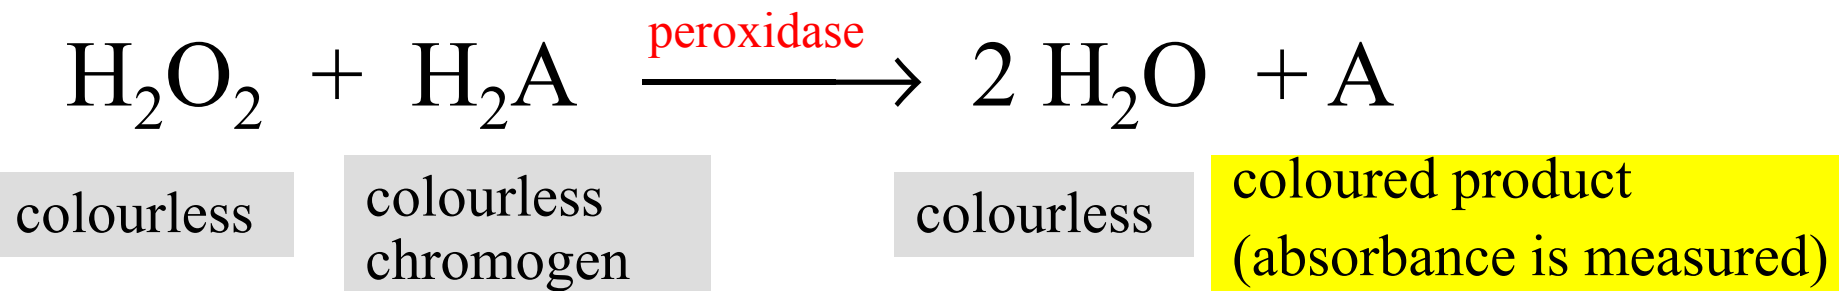 peroxidase
H₂O₂ + H₂A → 2 H₂O + A
colourless
colourless
chromogen
colourless
coloured product
(absorbance is measured)